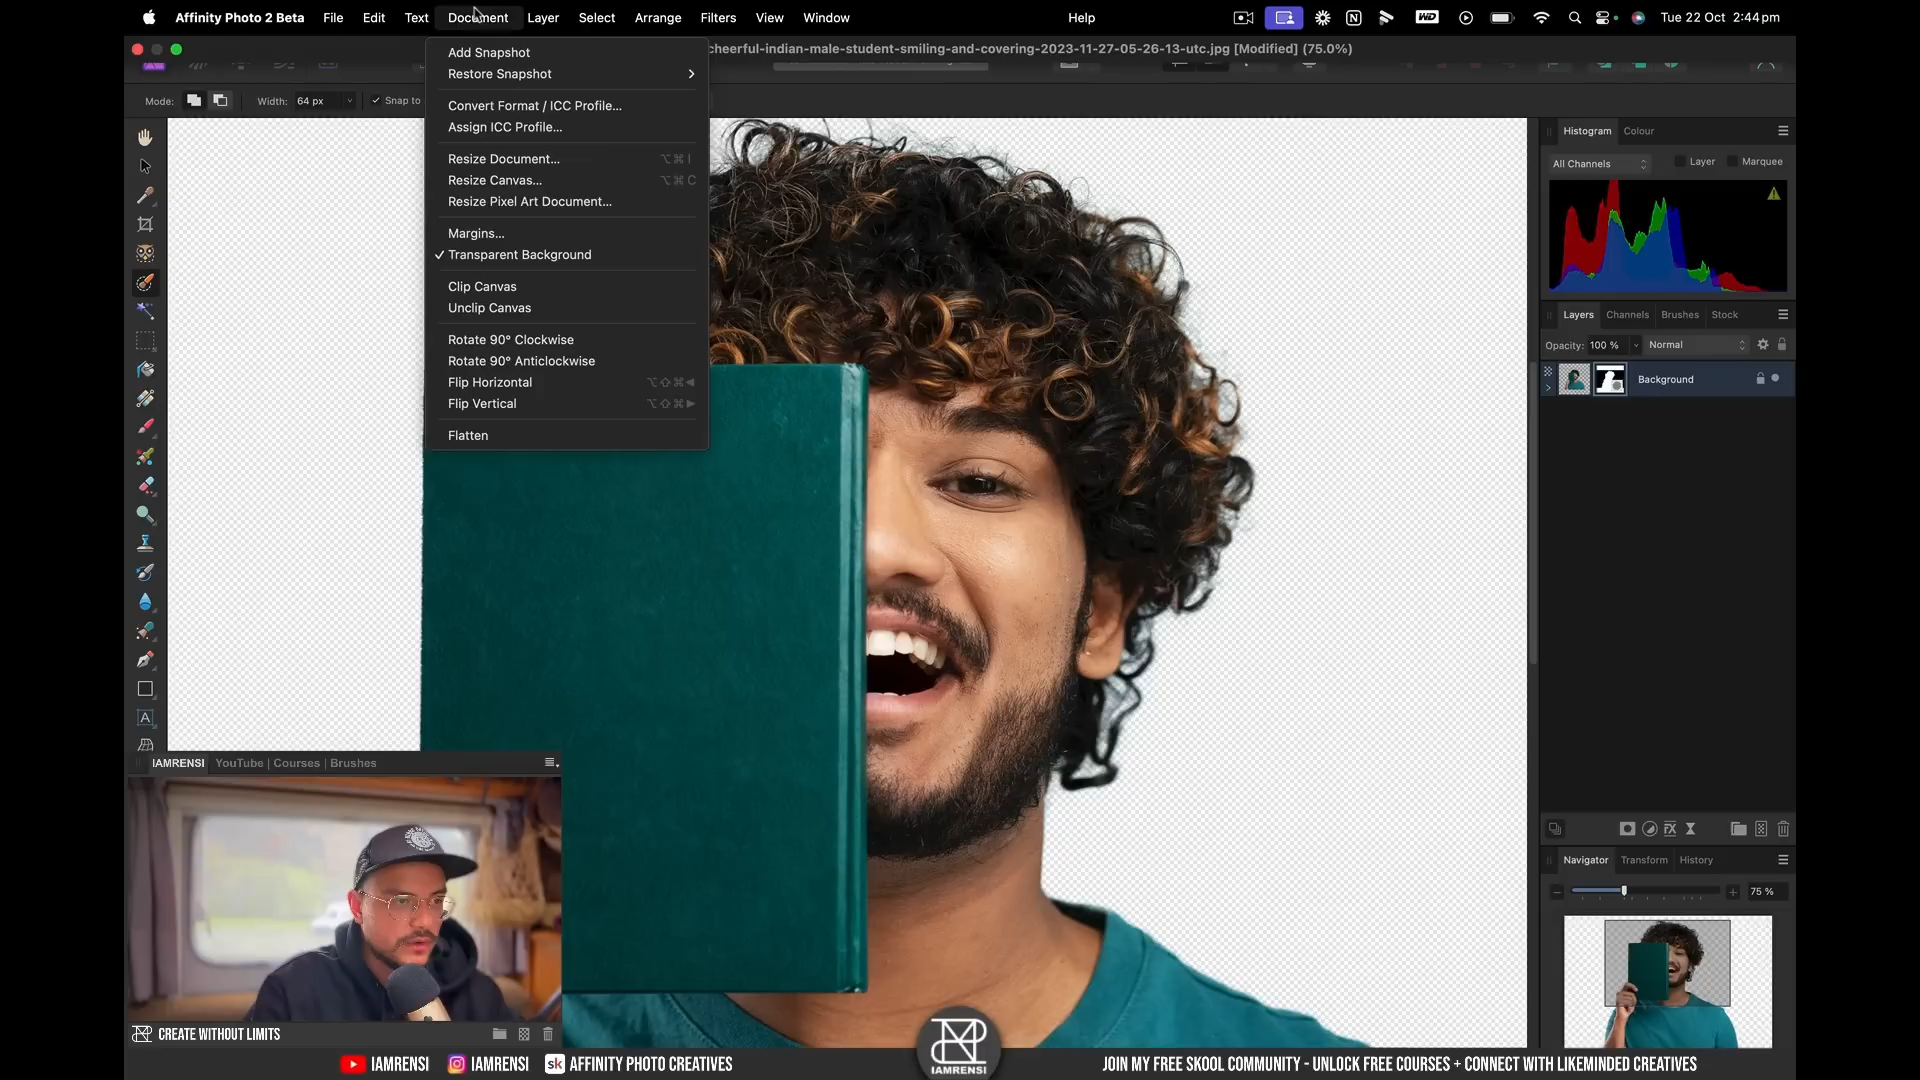 Affinity Photo 2 Beta File Edit Text Document Layer Select Arrange Filters View Window Help Tue 22 Oct 2:44pm
cheerful-indian-male-student-smiling-and-covering-2023-11-27-05-26-13-utc.jpg [Modified] (75.0%)
Mode: Width: 64 px Snap to
Add Snapshot
Restore Snapshot
Convert Format / ICC Profile...
Assign ICC Profile...
Resize Document... ⌥⌘I
Resize Canvas... ⌥⌘C
Resize Pixel Art Document...
Margins...
✓ Transparent Background
Clip Canvas
Unclip Canvas
Rotate 90° Clockwise
Rotate 90° Anticlockwise
Flip Horizontal ⌥⇧⌘◀
Flip Vertical ⌥⇧⌘▶
Flatten
Histogram Colour
All Channels Layer Marquee
Layers Channels Brushes Stock
Opacity: 100 % Normal
Background
Navigator Transform History
75 %
IAMRENSI YouTube | Courses | Brushes
CREATE WITHOUT LIMITS
IAMRENSI IAMRENSI sk AFFINITY PHOTO CREATIVES
IAMRENSI
JOIN MY FREE SKOOL COMMUNITY - UNLOCK FREE COURSES + CONNECT WITH LIKEMINDED CREATIVES